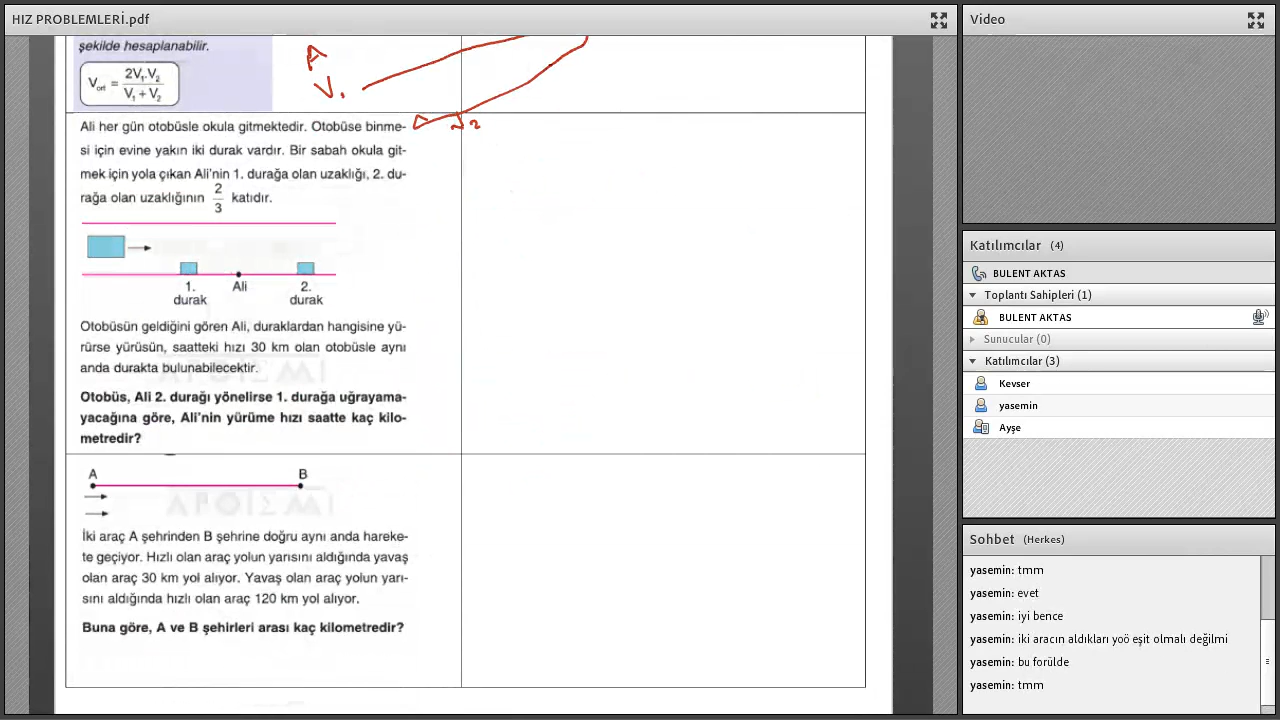 HIZ PROBLEMLERİ.pdf
şekilde hesaplanabilir.
Vort = 2V1.V2 / V1 + V2
A
V1
V2
Ali her gün otobüsle okula gitmektedir. Otobüse binme-
si için evine yakın iki durak vardır. Bir sabah okula git-
mek için yola çıkan Ali'nin 1. durağa olan uzaklığı, 2. du-
rağa olan uzaklığının 2/3 katıdır.
1. durak
Ali
2. durak
Otobüsün geldiğini gören Ali, duraklardan hangisine yü-
rürse yürüsün, saatteki hızı 30 km olan otobüsle aynı
anda durakta bulunabilecektir.
APOIEMI
Otobüs, Ali 2. durağı yönelirse 1. durağa uğrayama-
yacağına göre, Ali'nin yürüme hızı saatte kaç kilo-
metredir?
A B
İki araç A şehrinden B şehrine doğru aynı anda hareke-
te geçiyor. Hızlı olan araç yolun yarısını aldığında yavaş
olan araç 30 km yol alıyor. Yavaş olan araç yolun yarı-
sını aldığında hızlı olan araç 120 km yol alıyor.
Buna göre, A ve B şehirleri arası kaç kilometredir?
Video
Katılımcılar (4)
BULENT AKTAS
Toplantı Sahipleri (1)
BULENT AKTAS
Sunucular (0)
Katılımcılar (3)
Kevser
yasemin
Ayşe
Sohbet (Herkes)
yasemin: tmm
yasemin: evet
yasemin: iyi bence
yasemin: iki aracın aldıkları yoö eşit olmalı değilmi
yasemin: bu forülde
yasemin: tmm